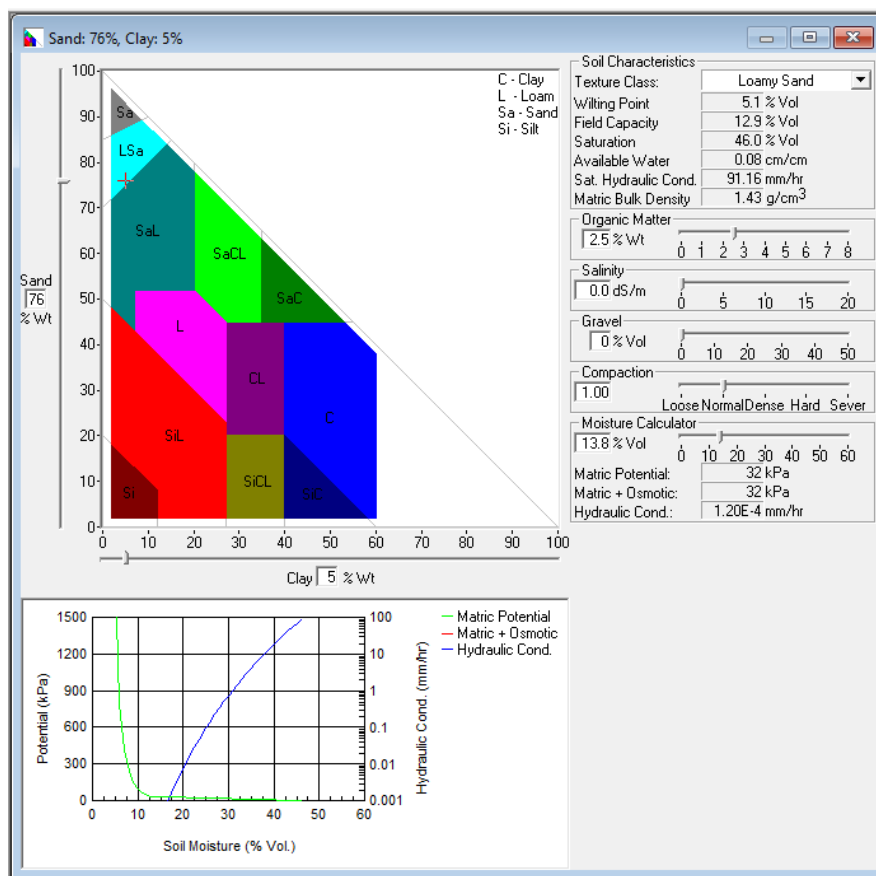 Sand: 76%, Clay: 5%
100
90
80
70
60
50
40
30
20
10
0
Sand
76
% Wt
C - Clay
L - Loam
Sa - Sand
Si - Silt
Sa
LSa
SaL
SaCL
SaC
L
CL
C
SiL
SiCL
Si
SiC
0 10 20 30 40 50 60 70 80 90 100
Clay 5 % Wt
Soil Characteristics
Texture Class: Loamy Sand
Wilting Point 5.1 % Vol
Field Capacity 12.9 % Vol
Saturation 46.0 % Vol
Available Water 0.08 cm/cm
Sat. Hydraulic Cond. 91.16 mm/hr
Matric Bulk Density 1.43 g/cm3
Organic Matter
2.5 % Wt
0 1 2 3 4 5 6 7 8
Salinity
0.0 dS/m
0 5 10 15 20
Gravel
0 % Vol
0 10 20 30 40 50
Compaction
1.00
Loose Normal Dense Hard Sever
Moisture Calculator
13.8 % Vol
0 10 20 30 40 50 60
Matric Potential: 32 kPa
Matric + Osmotic: 32 kPa
Hydraulic Cond.: 1.20E-4 mm/hr
Potential (kPa)
1500
1200
900
600
300
0
100
10
1
0.1
0.01
0.001
Hydraulic Cond. (mm/hr)
Matric Potential
Matric + Osmotic
Hydraulic Cond.
0 10 20 30 40 50 60
Soil Moisture (% Vol.)